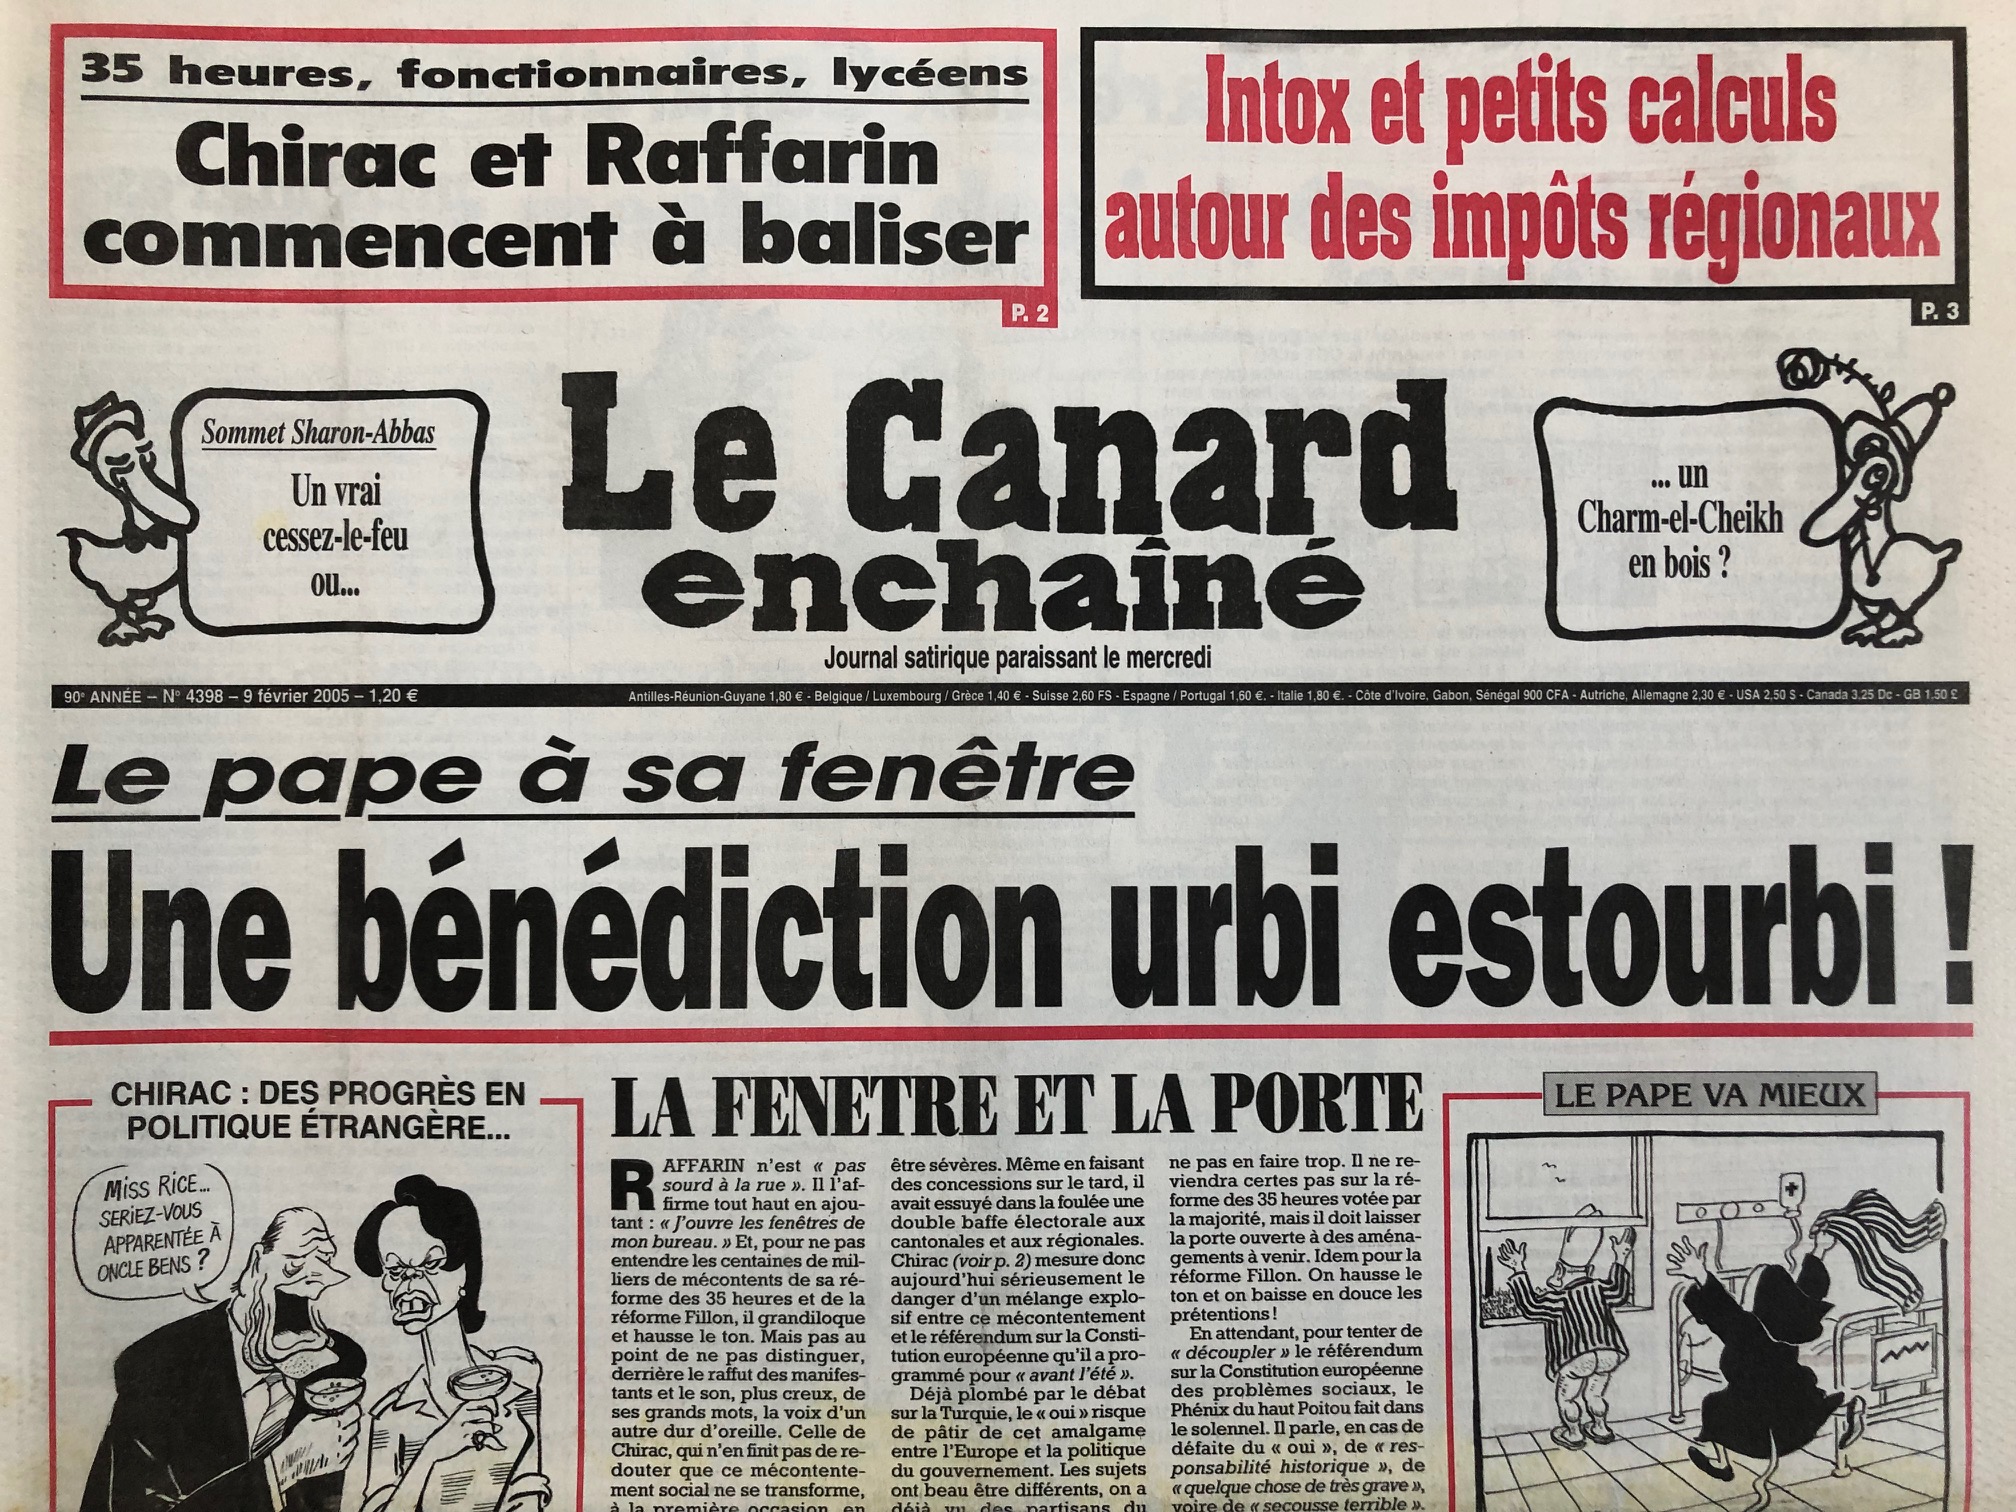 35 heures, fonctionnaires, lycéens
Chirac et Raffarin
commencent à baliser
P. 2
Intox et petits calculs
autour des impôts régionaux
P. 3
Sommet Sharon-Abbas
Un vrai
cessez-le-feu
ou...
Le Canard
enchaîné
Journal satirique paraissant le mercredi
... un
Charm-el-Cheikh
en bois ?
90e ANNÉE – N° 4398 – 9 février 2005 – 1,20 €
Antilles-Réunion-Guyane 1,80 € - Belgique / Luxembourg / Grèce 1,40 € - Suisse 2,60 FS - Espagne / Portugal 1,60 €. - Italie 1,80 €. - Côte d'Ivoire, Gabon, Sénégal 900 CFA - Autriche, Allemagne 2,30 € - USA 2,50 $ - Canada 3,25 Dc - GB 1,50 £
Le pape à sa fenêtre
Une bénédiction urbi estourbi !
CHIRAC : DES PROGRÈS EN
POLITIQUE ÉTRANGÈRE...
MISS RICE...
SERIEZ-VOUS
APPARENTÉE À
ONCLE BENS ?
LA FENETRE ET LA PORTE
RAFFARIN n'est « pas
sourd à la rue ». Il l'af-
firme tout haut en ajou-
tant : « J'ouvre les fenêtres de
mon bureau. » Et, pour ne pas
entendre les centaines de mil-
liers de mécontents de sa ré-
forme des 35 heures et de la
réforme Fillon, il grandiloque
et hausse le ton. Mais pas au
point de ne pas distinguer,
derrière le raffut des manifes-
tants et le son, plus creux, de
ses grands mots, la voix d'un
autre dur d'oreille. Celle de
Chirac, qui n'en finit pas de re-
douter que ce mécontente-
ment social ne se transforme,
à la première occasion, en
être sévères. Même en faisant
des concessions sur le tard, il
avait essuyé dans la foulée une
double baffe électorale aux
cantonales et aux régionales.
Chirac (voir p. 2) mesure donc
aujourd'hui sérieusement le
danger d'un mélange explo-
sif entre ce mécontentement
et le référendum sur la Consti-
tution européenne qu'il a pro-
grammé pour « avant l'été ».
Déjà plombé par le débat
sur la Turquie, le « oui » risque
de pâtir de cet amalgame
entre l'Europe et la politique
du gouvernement. Les sujets
ont beau être différents, on a
déjà vu des partisans du
ne pas en faire trop. Il ne re-
viendra certes pas sur la ré-
forme des 35 heures votée par
la majorité, mais il doit laisser
la porte ouverte à des aména-
gements à venir. Idem pour la
réforme Fillon. On hausse le
ton et on baisse en douce les
prétentions !
En attendant, pour tenter de
« découpler » le référendum
sur la Constitution européenne
des problèmes sociaux, le
Phénix du haut Poitou fait dans
le solennel. Il parle, en cas de
défaite du « oui », de « res-
ponsabilité historique », de
« quelque chose de très grave »,
voire de « secousse terrible ».
LE PAPE VA MIEUX